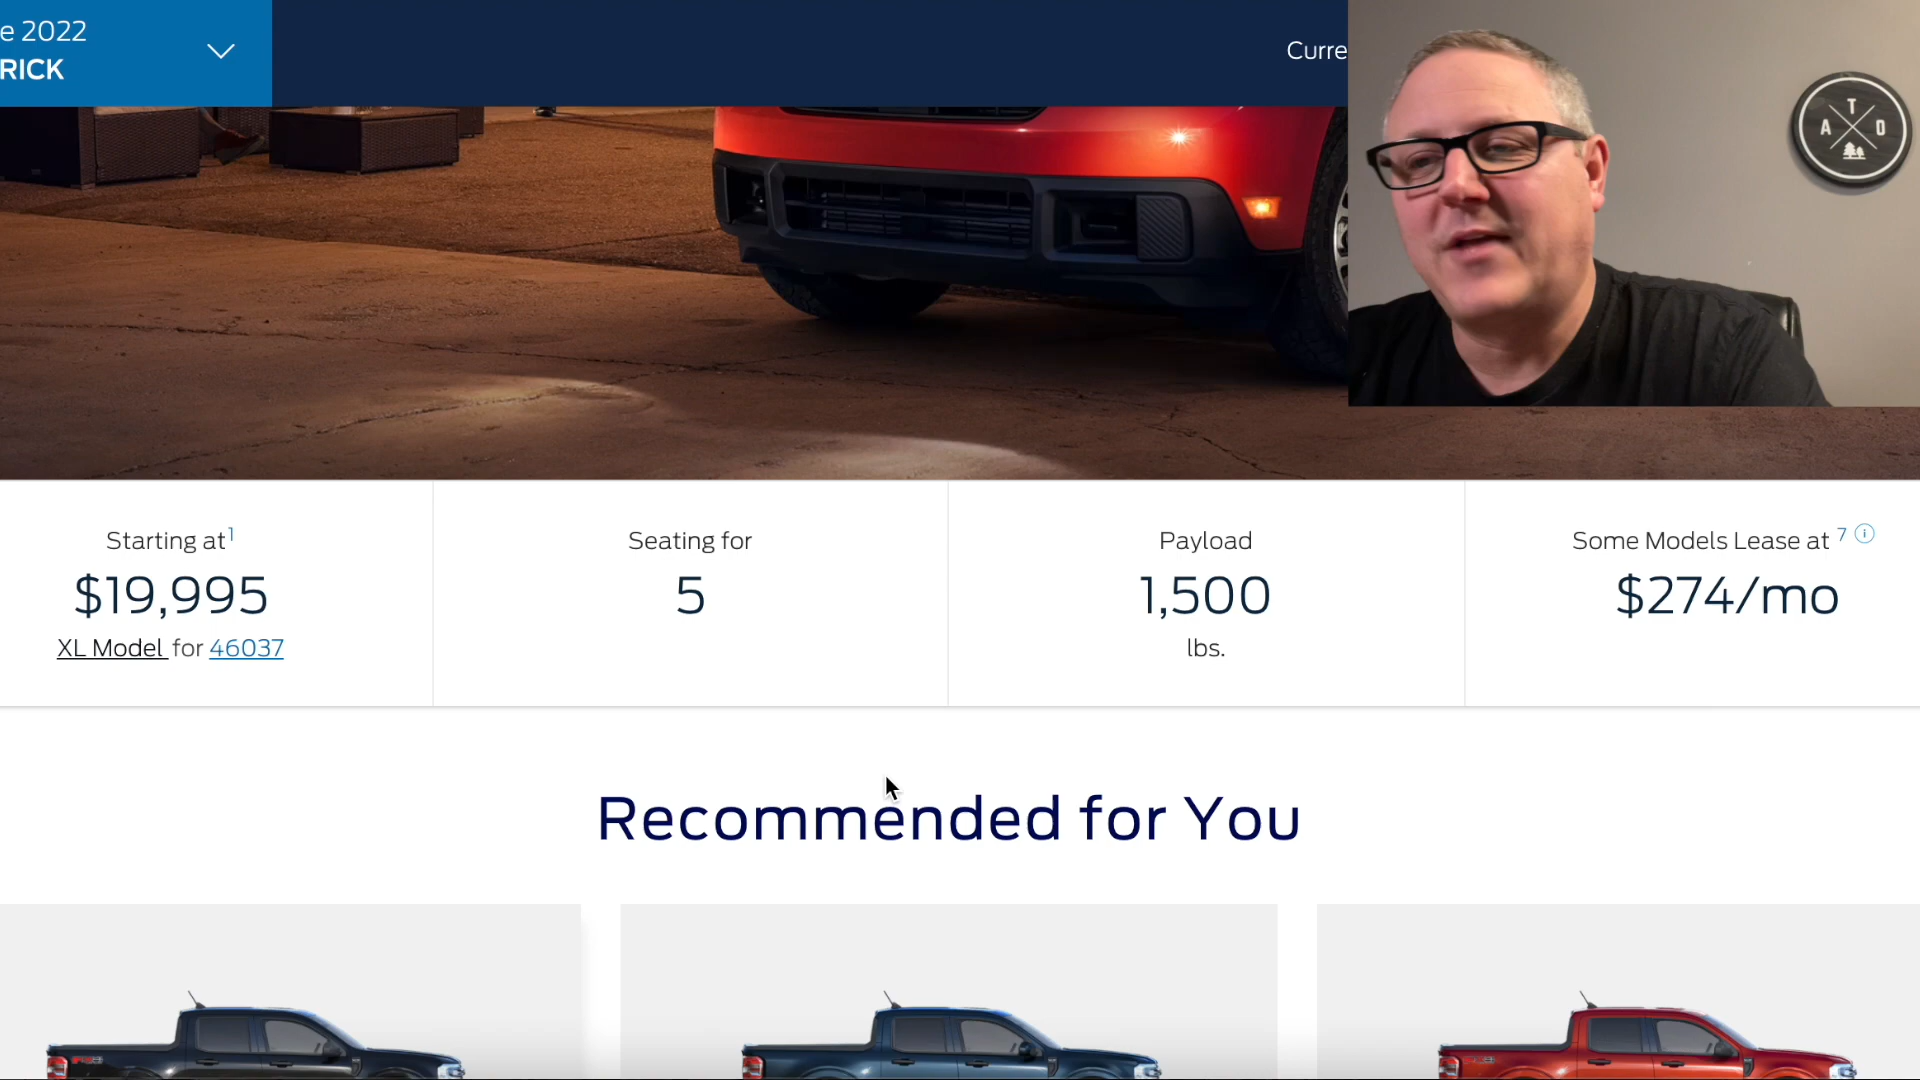 e 2022
RICK
Curre
T
A O
Starting at1
$19,995
XL Model for 46037
Seating for
5
Payload
1,500
lbs.
Some Models Lease at 7 i
$274/mo
Recommended for You